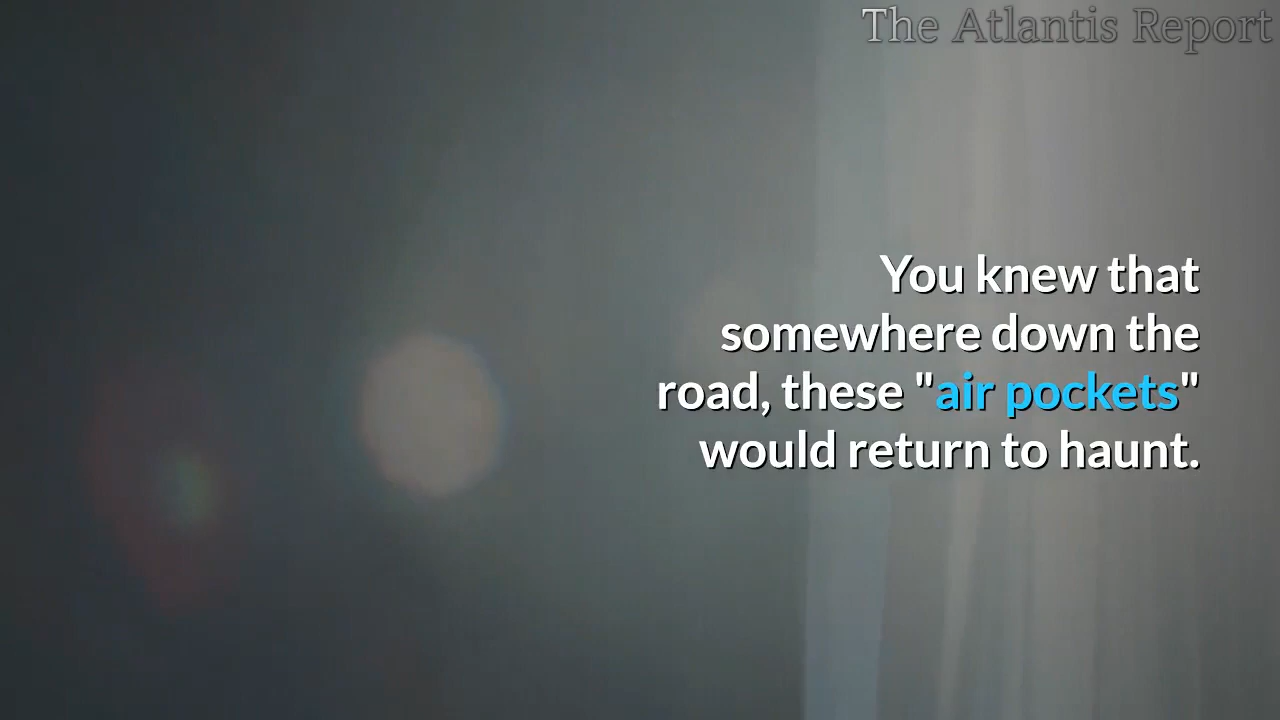 The Atlantis Report
You knew that
somewhere down the
road, these "air pockets"
would return to haunt.